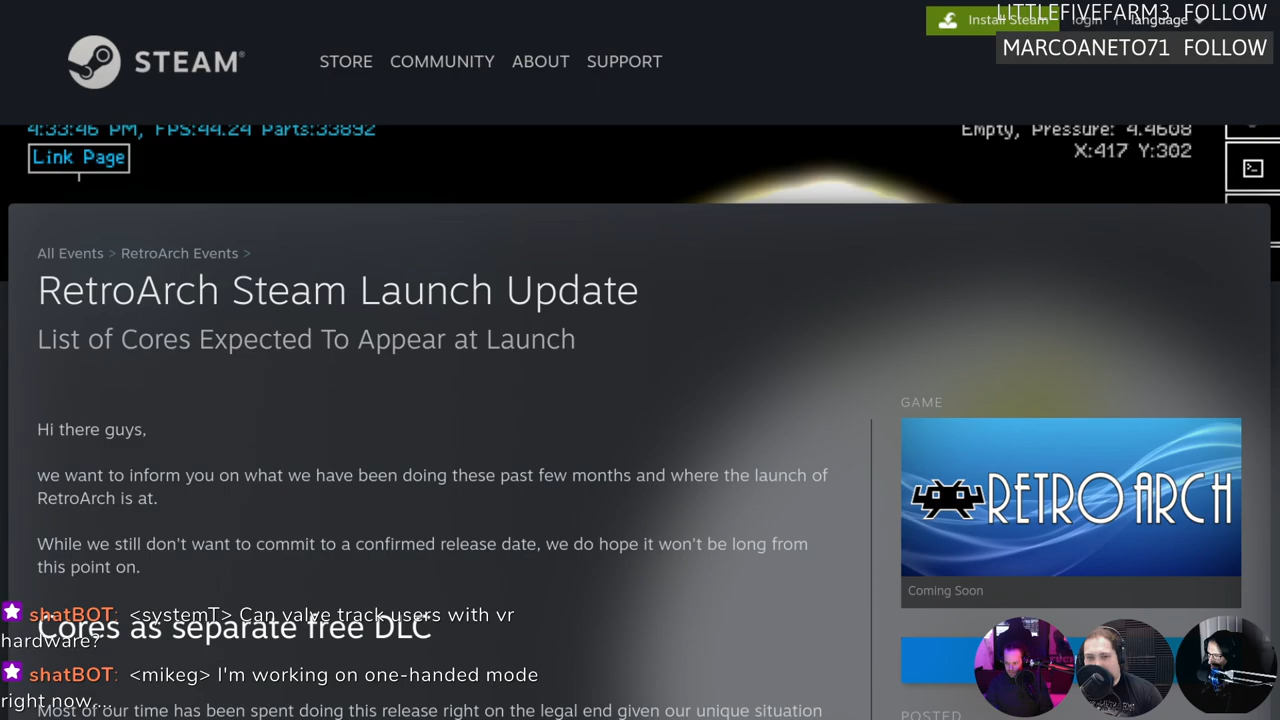 LITTLEFIVEFARM3 FOLLOW
Install Steam login | language
MARCOANETO71 FOLLOW
STEAM®
STORE COMMUNITY ABOUT SUPPORT
4:33:46 PM, FPS:44.24 Parts:33892
Empty, Pressure: 4.4608
Link Page
X:417 Y:302
All Events > RetroArch Events >
RetroArch Steam Launch Update
List of Cores Expected To Appear at Launch
Hi there guys,
we want to inform you on what we have been doing these past few months and where the launch of
RetroArch is at.
While we still don't want to commit to a confirmed release date, we do hope it won't be long from
this point on.
GAME
RETROARCH
Coming Soon
shatBOT: <systemT> Can valve track users with vr
hardware?
Cores as separate free DLC
shatBOT: <mikeg> I'm working on one-handed mode
right now...
Most of our time has been spent doing this release right on the legal end given our unique situation
POSTED